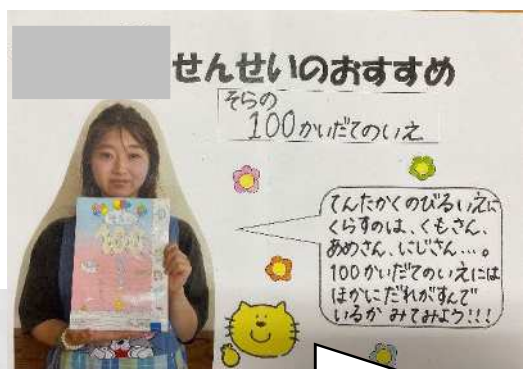 せんせいのおすすめ
そらの
100かいだてのいえ
てんたかくのびるいえに
くらすのは、くもさん、
あめさん、にじさん…。
100かいだてのいえには
ほかにだれがすんで
いるか みてみよう!!!